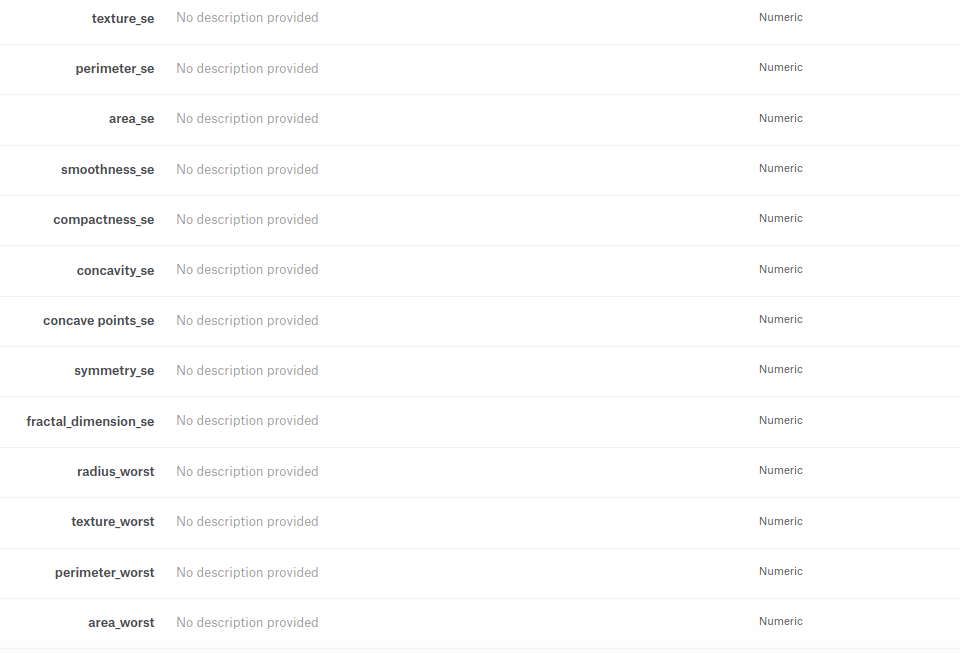 texture_se No description provided Numeric
perimeter_se No description provided Numeric
area_se No description provided Numeric
smoothness_se No description provided Numeric
compactness_se No description provided Numeric
concavity_se No description provided Numeric
concave points_se No description provided Numeric
symmetry_se No description provided Numeric
fractal_dimension_se No description provided Numeric
radius_worst No description provided Numeric
texture_worst No description provided Numeric
perimeter_worst No description provided Numeric
area_worst No description provided Numeric